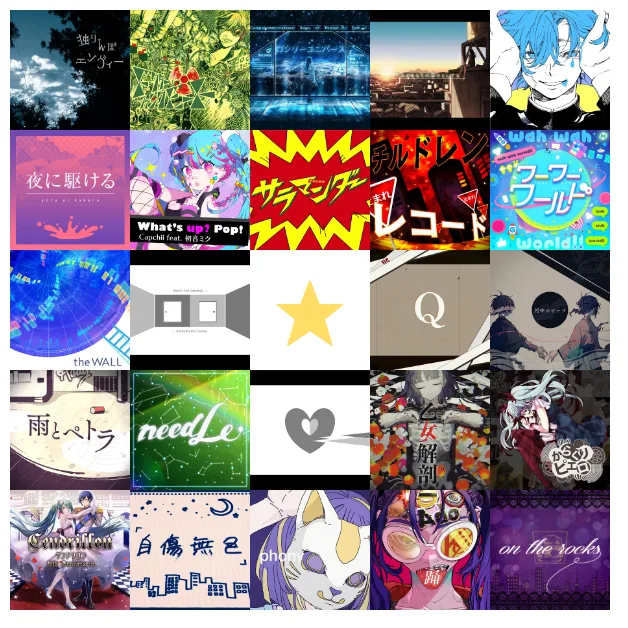 独りんぼ
エンヴィー
ロンリーユニバース
夜に駆ける
yoru ni kakeru
What's up? Pop!
Capchii feat. 初音ミク
サラマンダー
チルドレン
まれ
レコード
wah wah
ワーワー
ワールド
world!!
the WALL
Q
雨とペトラ
needLe
乙女解剖
からくり
ピエロ
Cendrillon
自傷無色
phony
踊
on the rocks